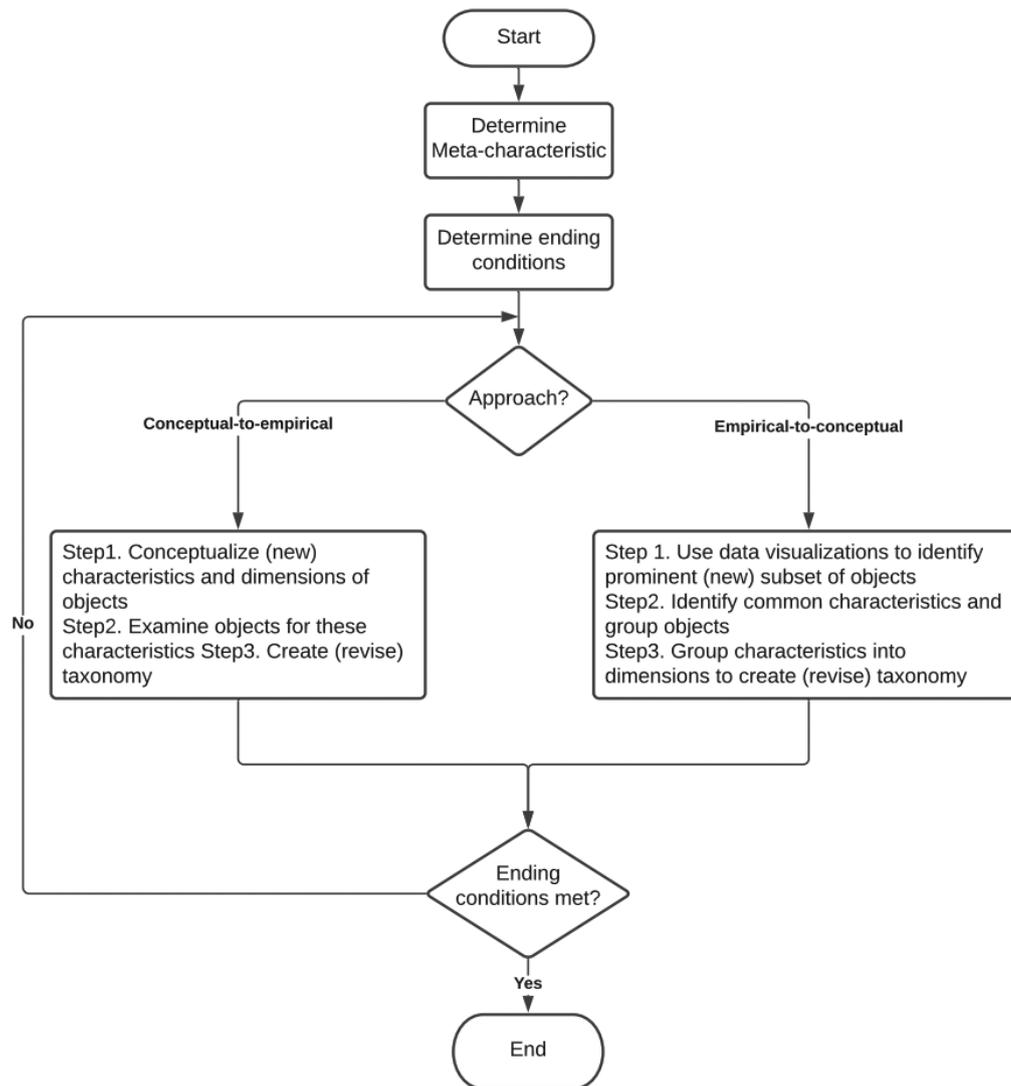 Start
Determine
Meta-characteristic
Determine ending
conditions
Approach?
Conceptual-to-empirical
Empirical-to-conceptual
Step1. Conceptualize (new)
characteristics and dimensions of
objects
Step2. Examine objects for these
characteristics Step3. Create (revise)
taxonomy
Step 1. Use data visualizations to identify
prominent (new) subset of objects
Step2. Identify common characteristics and
group objects
Step3. Group characteristics into
dimensions to create (revise) taxonomy
No
Ending
conditions met?
Yes
End